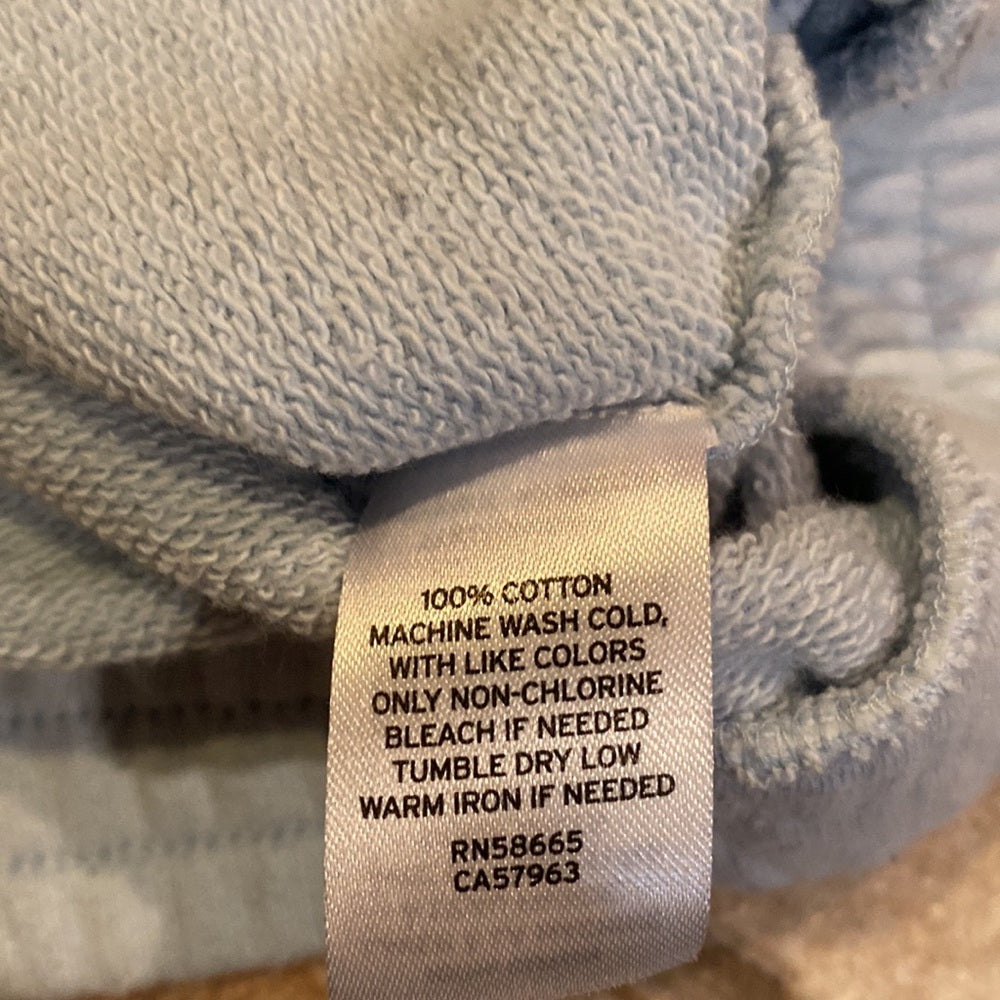 100% COTTON
MACHINE WASH COLD,
WITH LIKE COLORS
ONLY NON-CHLORINE
BLEACH IF NEEDED
TUMBLE DRY LOW
WARM IRON IF NEEDED
RN58665
CA57963